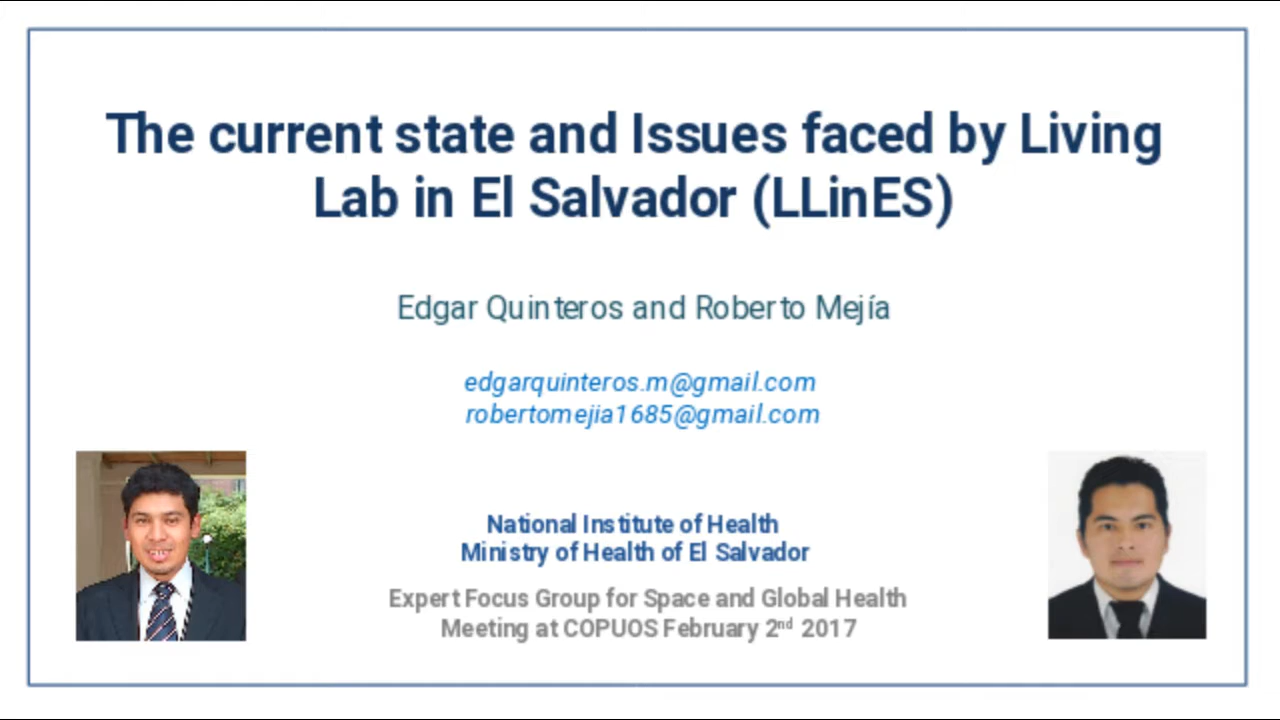 The current state and Issues faced by Living
Lab in El Salvador (LLinES)
Edgar Quinteros and Roberto Mejía
edgarquinteros.m@gmail.com
robertomejia1685@gmail.com
National Institute of Health
Ministry of Health of El Salvador
Expert Focus Group for Space and Global Health
Meeting at COPUOS February 2nd 2017